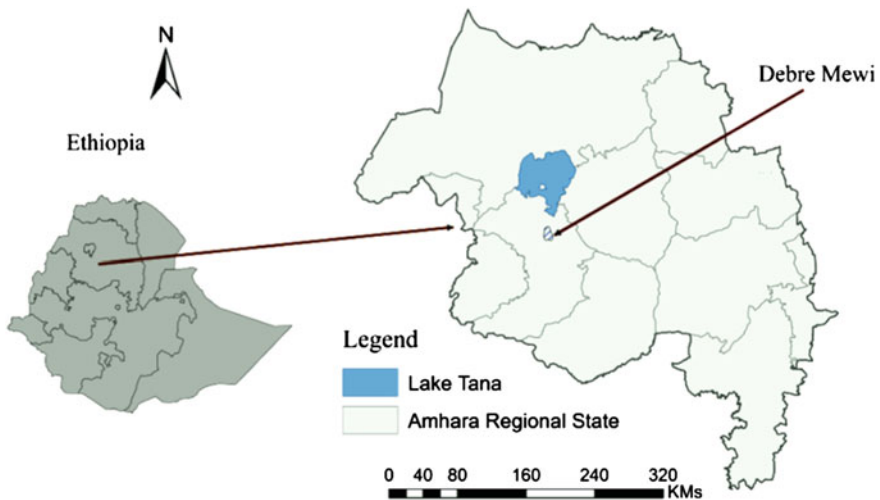 N
Debre Mewi
Ethiopia
Legend
Lake Tana
Amhara Regional State
0 40 80 160 240 320
KMs